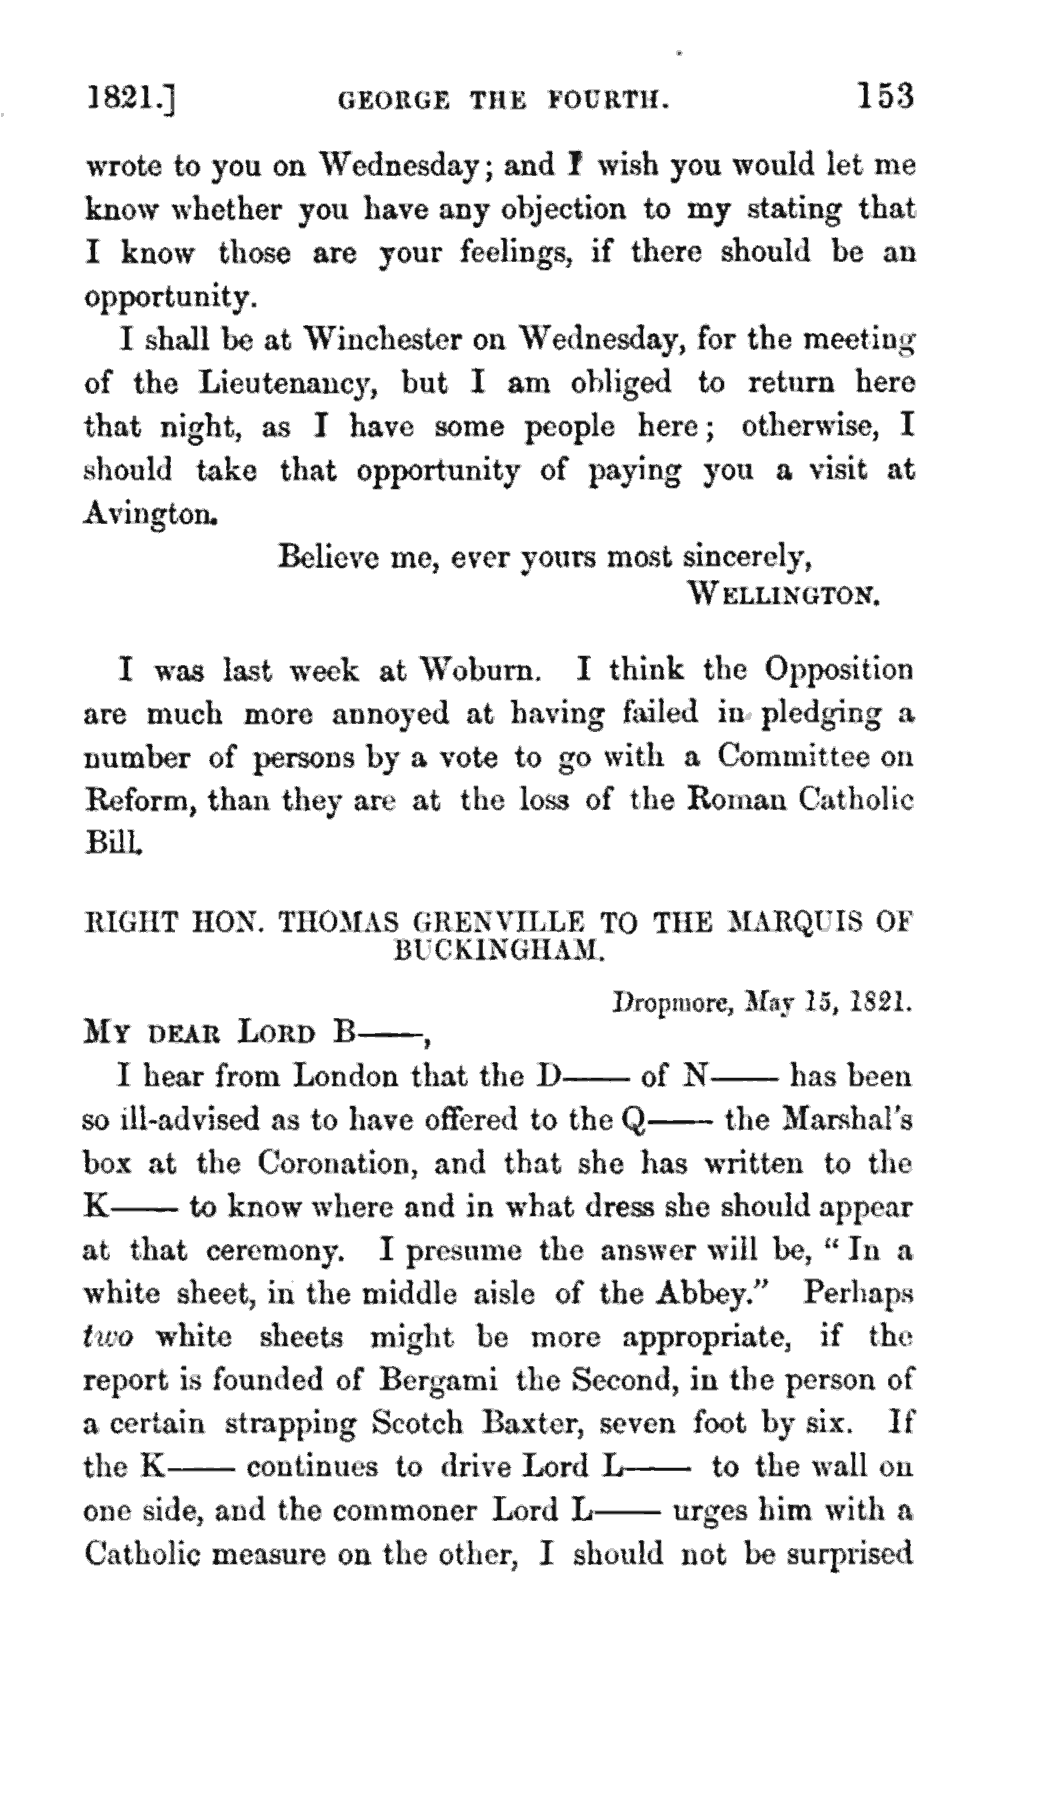 1821.] GEORGE THE FOURTH. 153
wrote to you on Wednesday; and I wish you would let me
know whether you have any objection to my stating that
I know those are your feelings, if there should be an
opportunity.
I shall be at Winchester on Wednesday, for the meeting
of the Lieutenancy, but I am obliged to return here
that night, as I have some people here; otherwise, I
should take that opportunity of paying you a visit at
Avington.
Believe me, ever yours most sincerely,
WELLINGTON.
I was last week at Woburn. I think the Opposition
are much more annoyed at having failed in pledging a
number of persons by a vote to go with a Committee on
Reform, than they are at the loss of the Roman Catholic
Bill.
RIGHT HON. THOMAS GRENVILLE TO THE MARQUIS OF
BUCKINGHAM.
Dropmore, May 15, 1821.
MY DEAR LORD B——,
I hear from London that the D—— of N—— has been
so ill-advised as to have offered to the Q—— the Marshal's
box at the Coronation, and that she has written to the
K—— to know where and in what dress she should appear
at that ceremony. I presume the answer will be, "In a
white sheet, in the middle aisle of the Abbey." Perhaps
two white sheets might be more appropriate, if the
report is founded of Bergami the Second, in the person of
a certain strapping Scotch Baxter, seven foot by six. If
the K—— continues to drive Lord L—— to the wall on
one side, and the commoner Lord L—— urges him with a
Catholic measure on the other, I should not be surprised